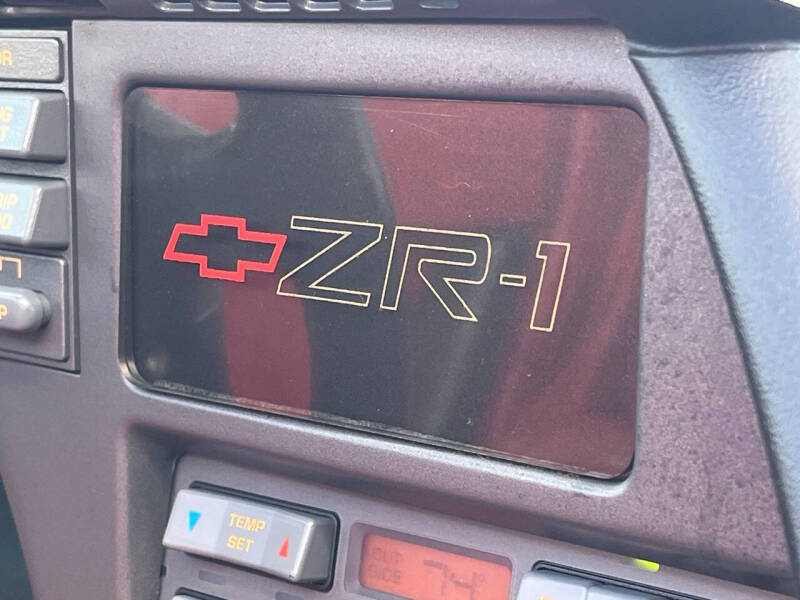 ZR-1
TEMP
SET
OUT
SIDE
74°